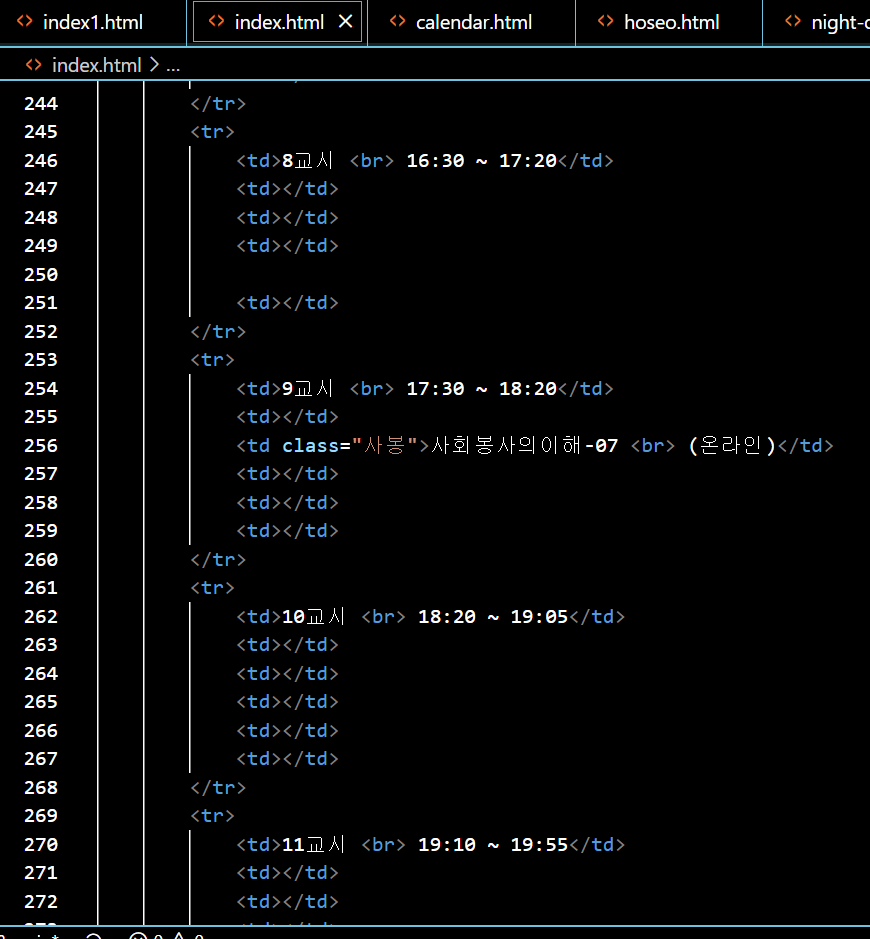 index1.html index.html calendar.html hoseo.html
index.html > ...
244 </tr>
245 <tr>
246 <td>8교시 <br> 16:30 ~ 17:20</td>
247 <td></td>
248 <td></td>
249 <td></td>
250
251 <td></td>
252 </tr>
253 <tr>
254 <td>9교시 <br> 17:30 ~ 18:20</td>
255 <td></td>
256 <td class="사봉">사회봉사의이해-07 <br> (온라인)</td>
257 <td></td>
258 <td></td>
259 <td></td>
260 </tr>
261 <tr>
262 <td>10교시 <br> 18:20 ~ 19:05</td>
263 <td></td>
264 <td></td>
265 <td></td>
266 <td></td>
267 <td></td>
268 </tr>
269 <tr>
270 <td>11교시 <br> 19:10 ~ 19:55</td>
271 <td></td>
272 <td></td>